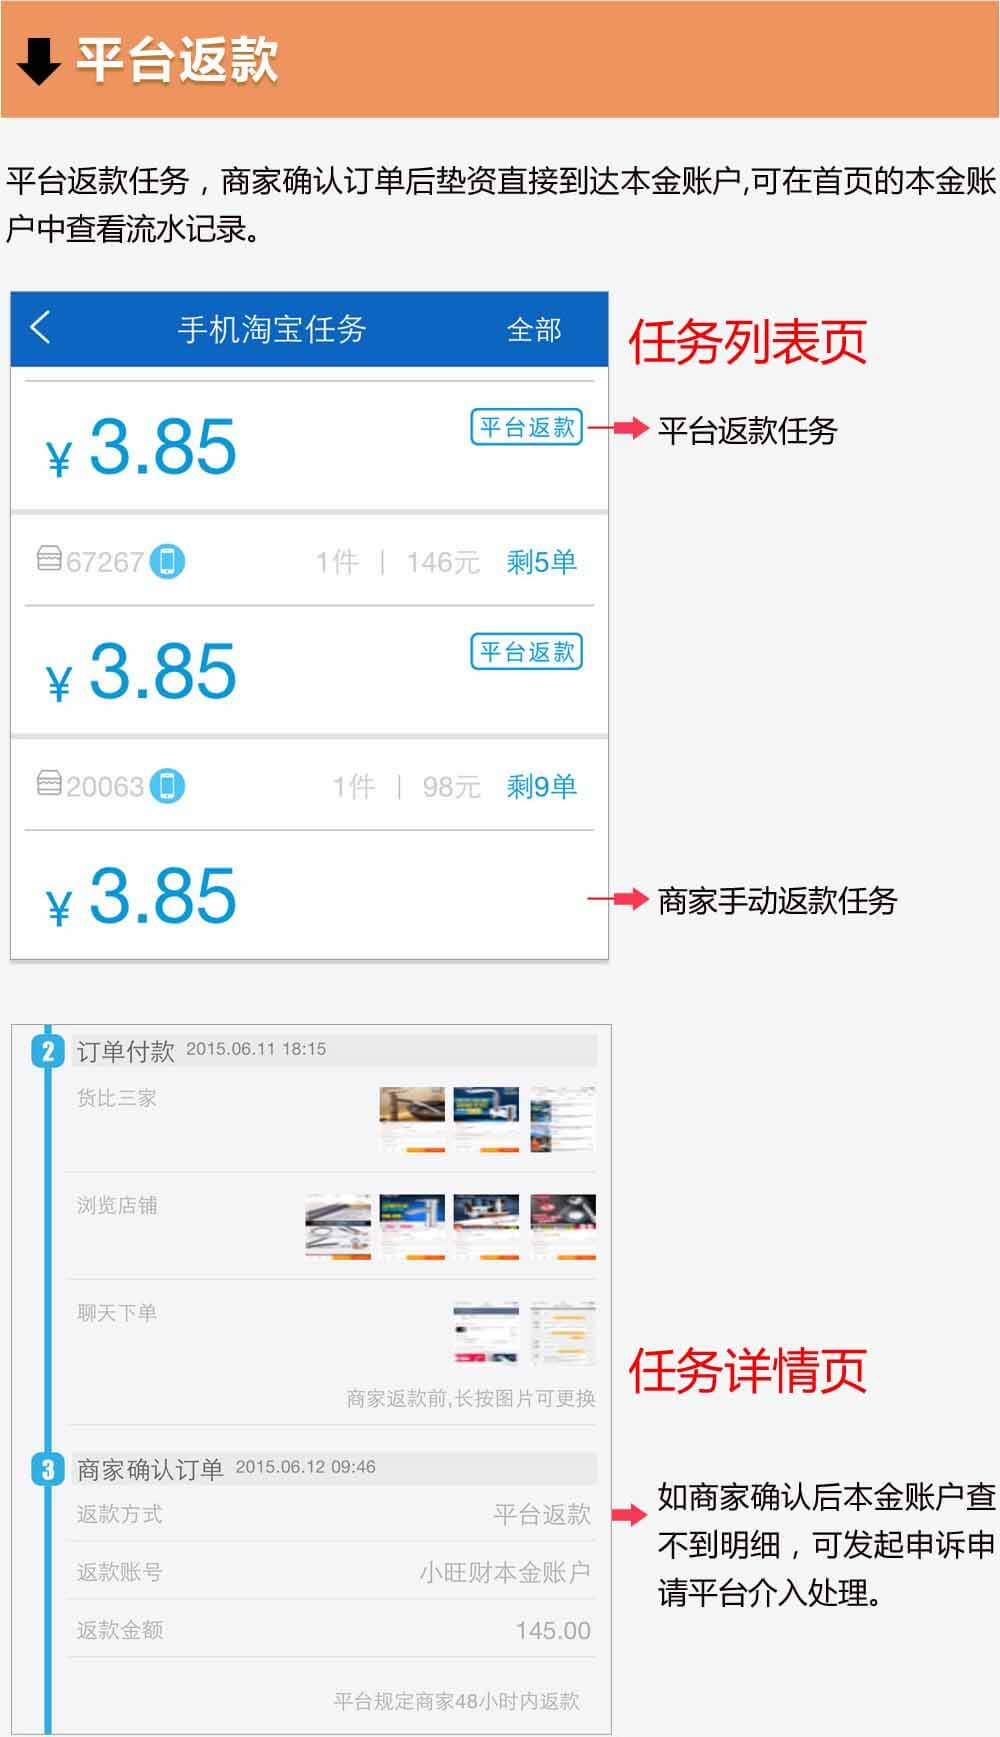 平台返款
平台返款任务，商家确认订单后垫资直接到达本金账户,可在首页的本金账
户中查看流水记录。
手机淘宝任务 全部
任务列表页
¥ 3.85 平台返款
平台返款任务
67267 1件 | 146元 剩5单
¥ 3.85 平台返款
20063 1件 | 98元 剩9单
¥ 3.85
商家手动返款任务
2 订单付款 2015.06.11 18:15
货比三家
浏览店铺
聊天下单
商家返款前,长按图片可更换
任务详情页
3 商家确认订单 2015.06.12 09:46
返款方式 平台返款
返款账号 小旺财本金账户
返款金额 145.00
平台规定商家48小时内返款
如商家确认后本金账户查
不到明细，可发起申诉申
请平台介入处理。